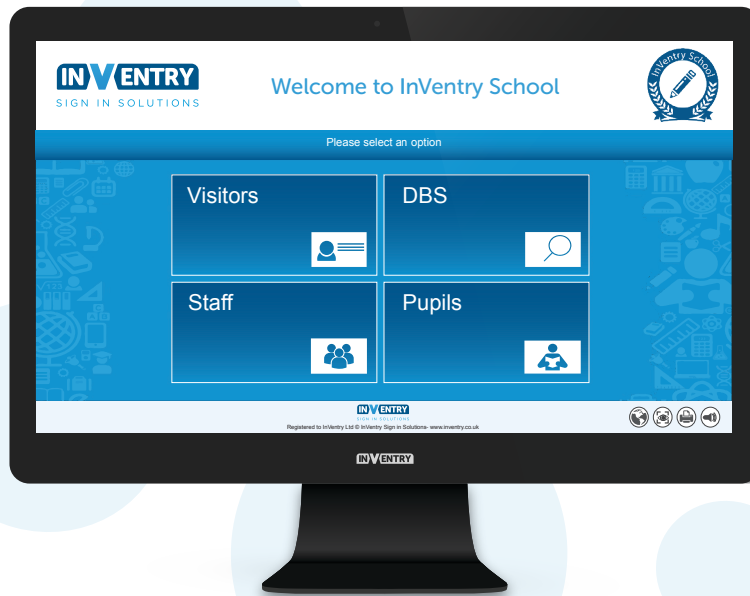 INVENTRY
SIGN IN SOLUTIONS
Welcome to InVentry School
InVentry School
Please select an option
Visitors
DBS
Staff
Pupils
INVENTRY
SIGN IN SOLUTIONS
Registered to InVentry Ltd © InVentry Sign in Solutions- www.inventry.co.uk
INVENTRY